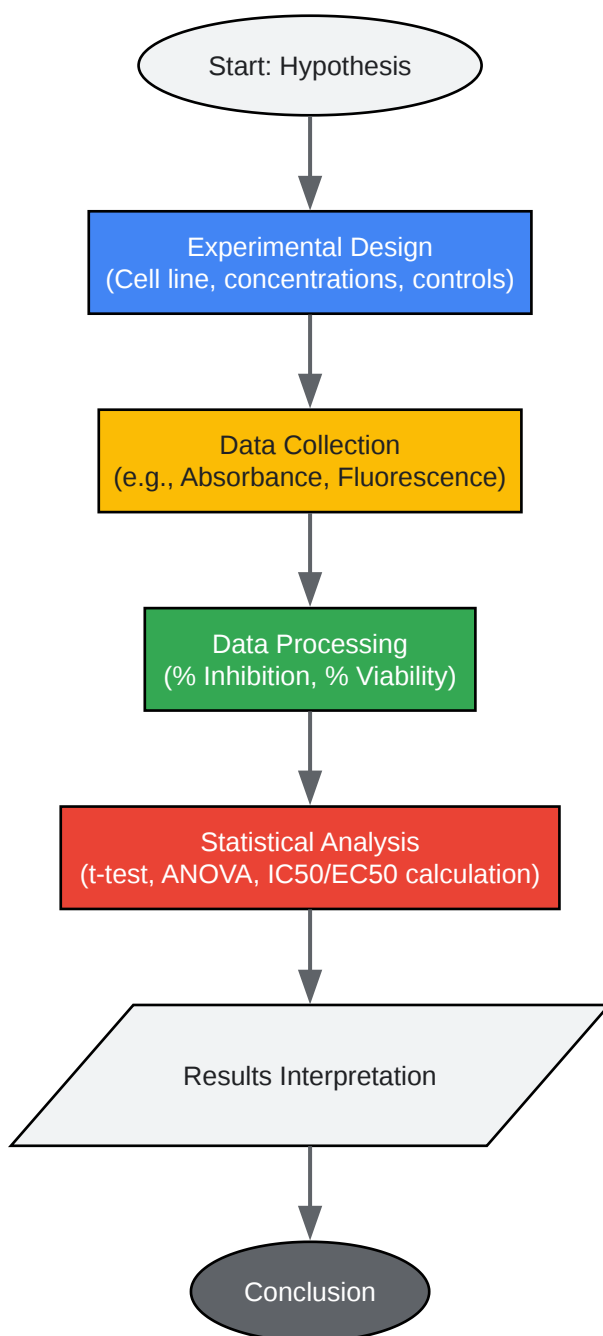 Start: Hypothesis
Experimental Design
(Cell line, concentrations, controls)
Data Collection
(e.g., Absorbance, Fluorescence)
Data Processing
(% Inhibition, % Viability)
Statistical Analysis
(t-test, ANOVA, IC50/EC50 calculation)
Results Interpretation
Conclusion